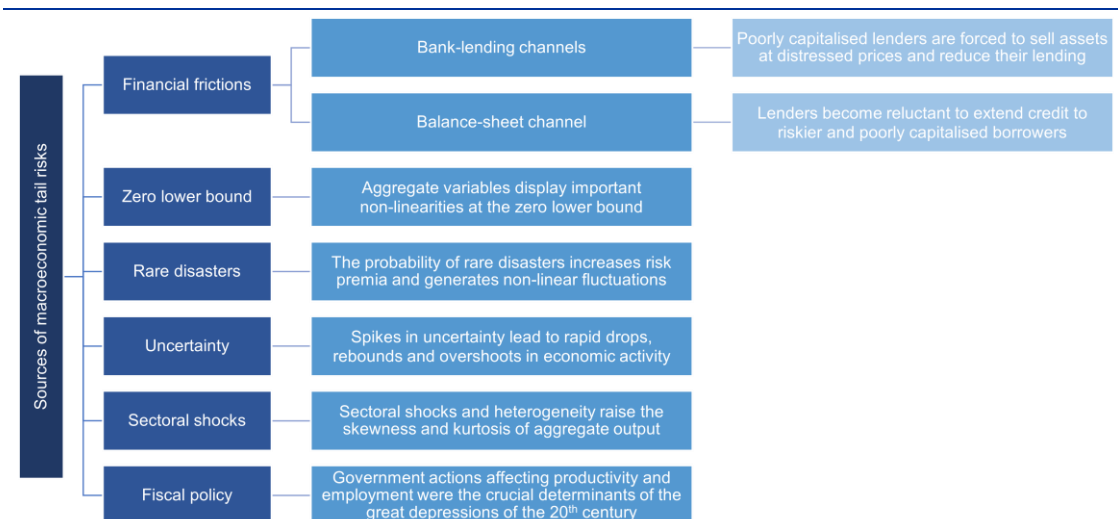 Sources of macroeconomic tail risks
Financial frictions
Bank-lending channels
Poorly capitalised lenders are forced to sell assets
at distressed prices and reduce their lending
Balance-sheet channel
Lenders become reluctant to extend credit to
riskier and poorly capitalised borrowers
Zero lower bound
Aggregate variables display important
non-linearities at the zero lower bound
Rare disasters
The probability of rare disasters increases risk
premia and generates non-linear fluctuations
Uncertainty
Spikes in uncertainty lead to rapid drops,
rebounds and overshoots in economic activity
Sectoral shocks
Sectoral shocks and heterogeneity raise the
skewness and kurtosis of aggregate output
Fiscal policy
Government actions affecting productivity and
employment were the crucial determinants of the
great depressions of the 20th century